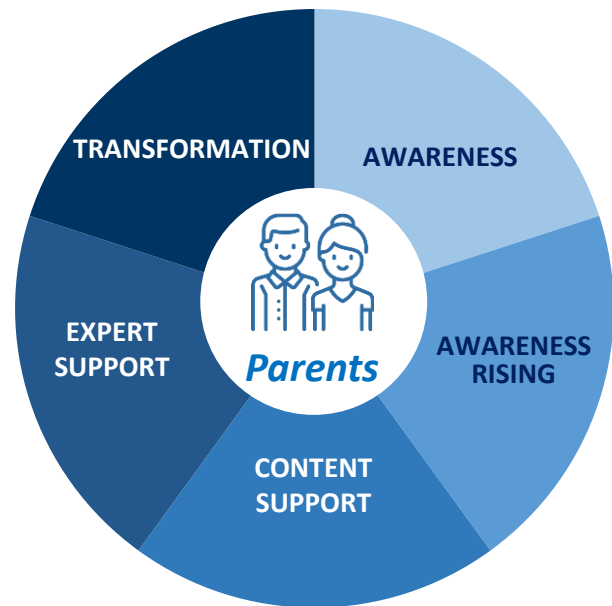 TRANSFORMATION
AWARENESS
EXPERT
SUPPORT
Parents
AWARENESS
RISING
CONTENT
SUPPORT